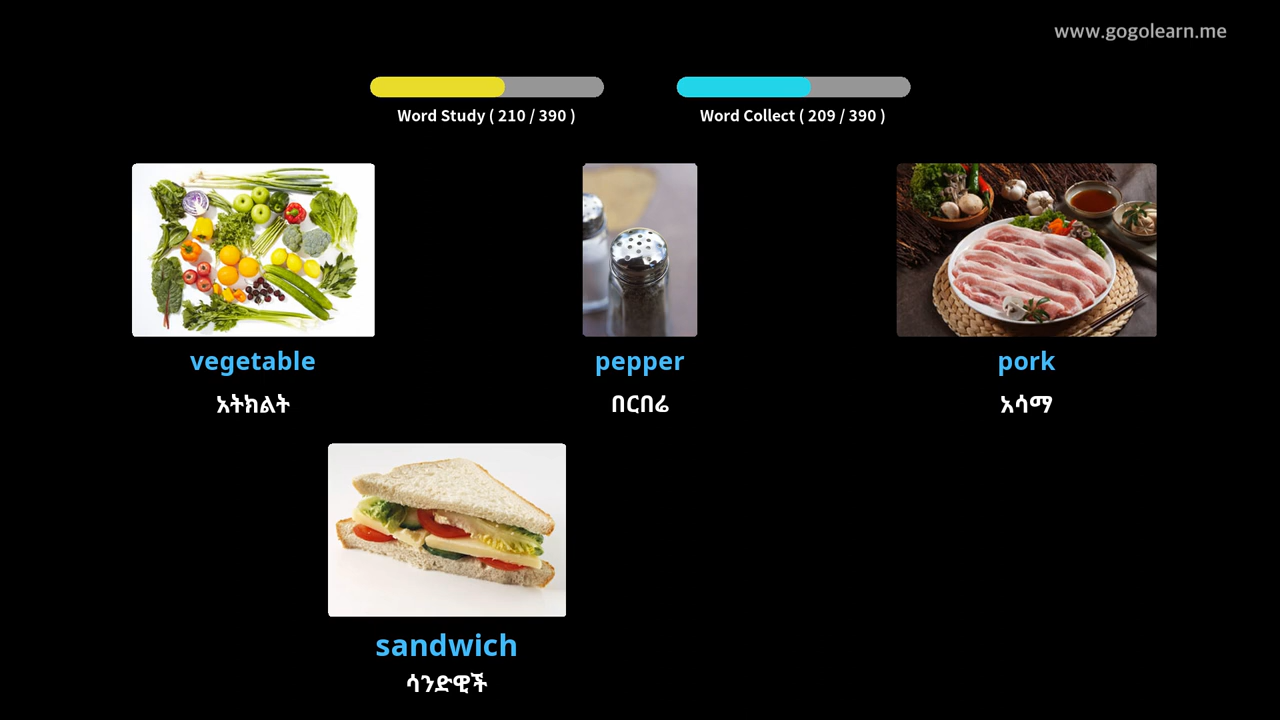 www.gogolearn.me
Word Study ( 210 / 390 )
Word Collect ( 209 / 390 )
vegetable
አትክልት
pepper
በርበሬ
pork
አሳማ
sandwich
ሳንድዊች